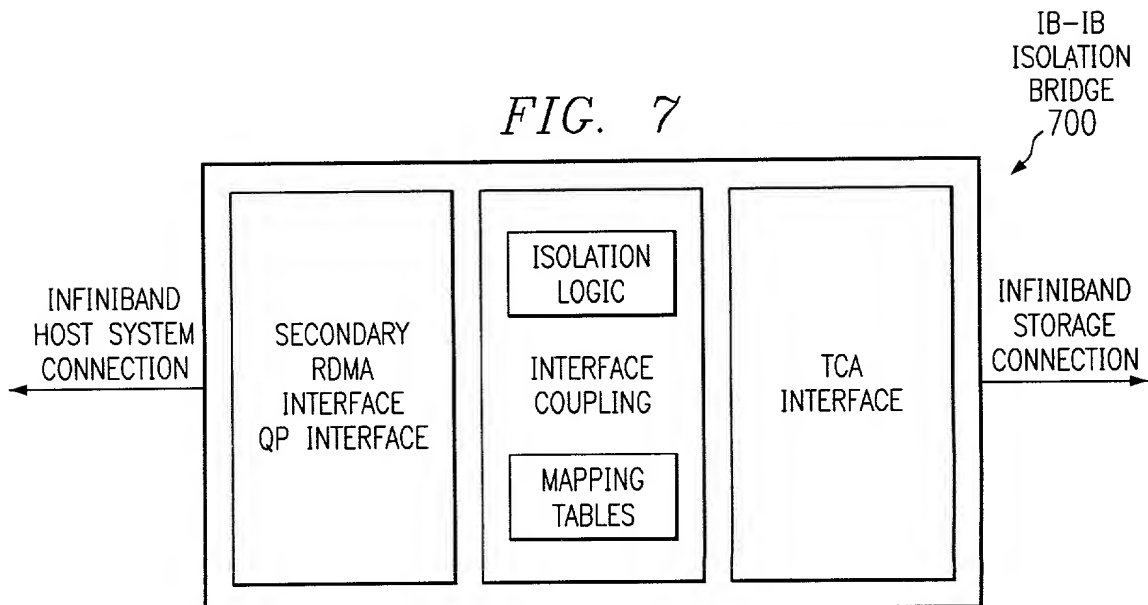 IB-IB
ISOLATION
BRIDGE
700
FIG. 7
INFINIBAND
HOST SYSTEM
CONNECTION
SECONDARY
RDMA
INTERFACE
QP INTERFACE
ISOLATION
LOGIC
INTERFACE
COUPLING
MAPPING
TABLES
TCA
INTERFACE
INFINIBAND
STORAGE
CONNECTION